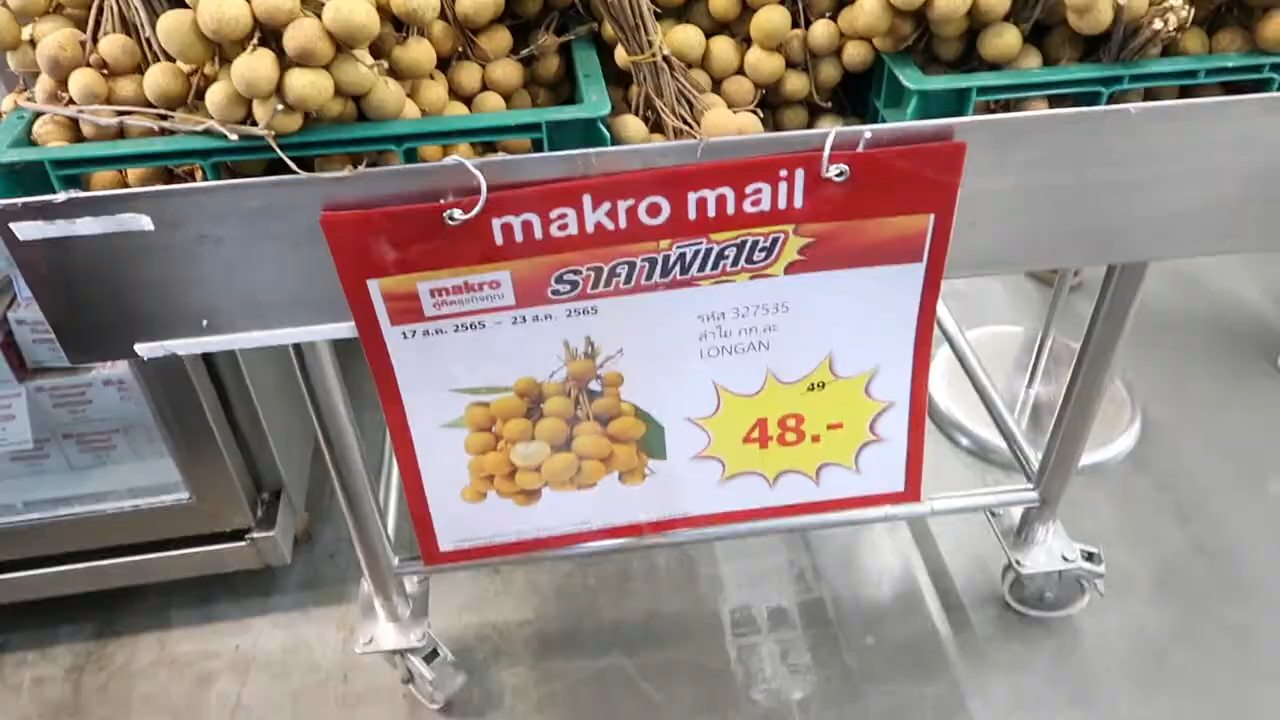 makro mail
ราคาพิเศษ
makro
คู่คิดธุรกิจคุณ
17 ส.ค. 2565 - 23 ส.ค. 2565
รหัส 327535
ลำไย กก.ละ
LONGAN
49
48.-